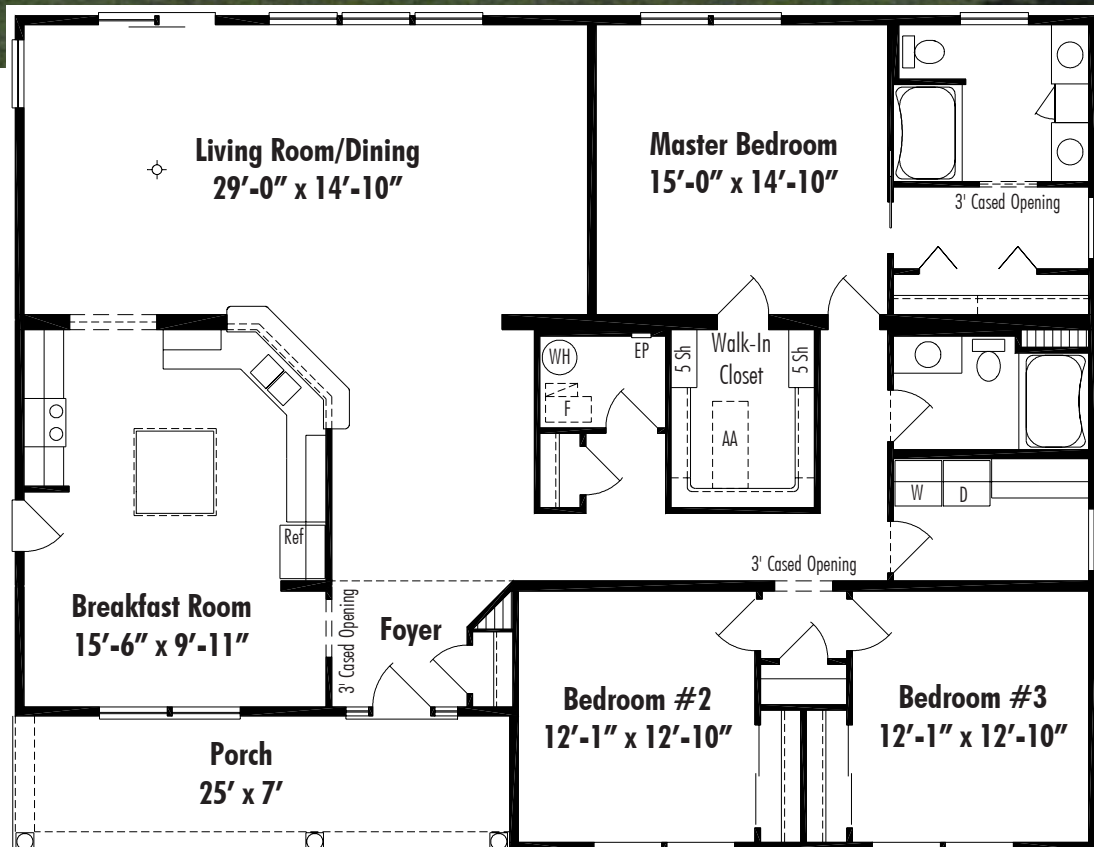 Living Room/Dining
29'-0" x 14'-10"
Master Bedroom
15'-0" x 14'-10"
3' Cased Opening
WH
EP
F
5 Sh
Walk-In
Closet
5 Sh
AA
W
D
Ref
3' Cased Opening
Breakfast Room
15'-6" x 9'-11"
3' Cased Opening
Foyer
Bedroom #2
12'-1" x 12'-10"
Bedroom #3
12'-1" x 12'-10"
Porch
25' x 7'